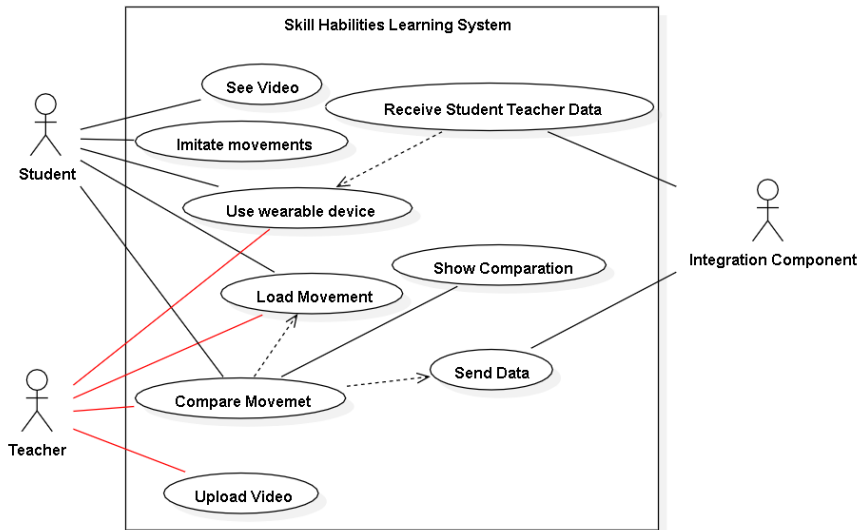 Skill Habilities Learning System
See Video
Receive Student Teacher Data
Imitate movements
Student
Use wearable device
Integration Component
Show Comparation
Load Movement
Send Data
Compare Movemet
Teacher
Upload Video